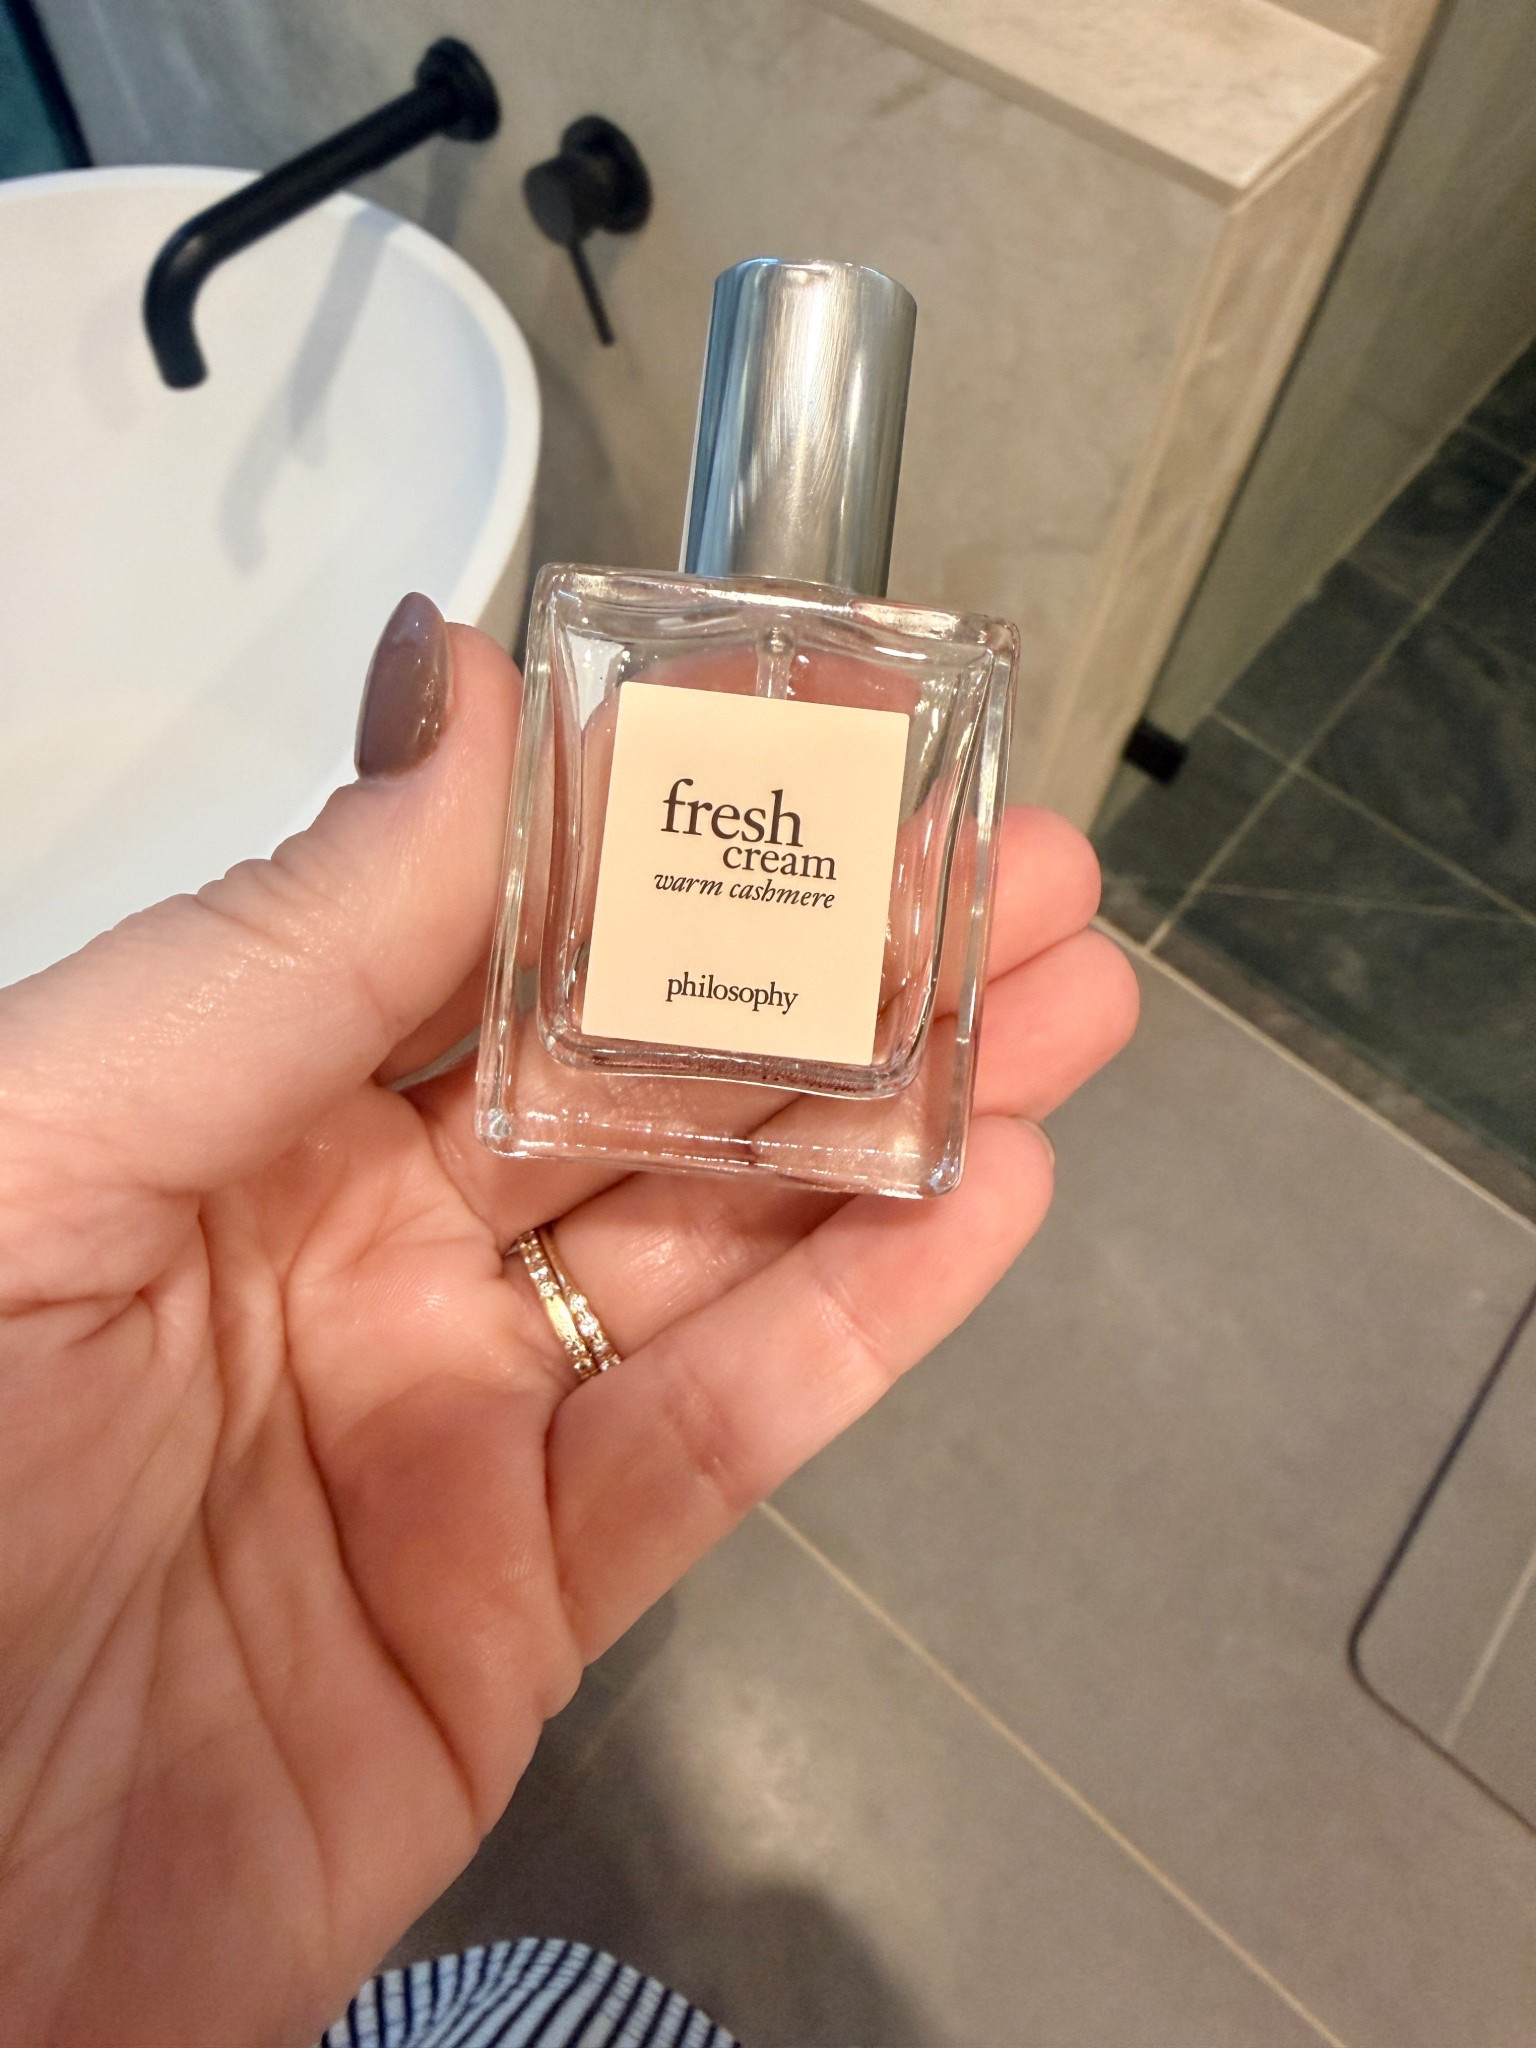 fresh
cream
warm cashmere
philosophy